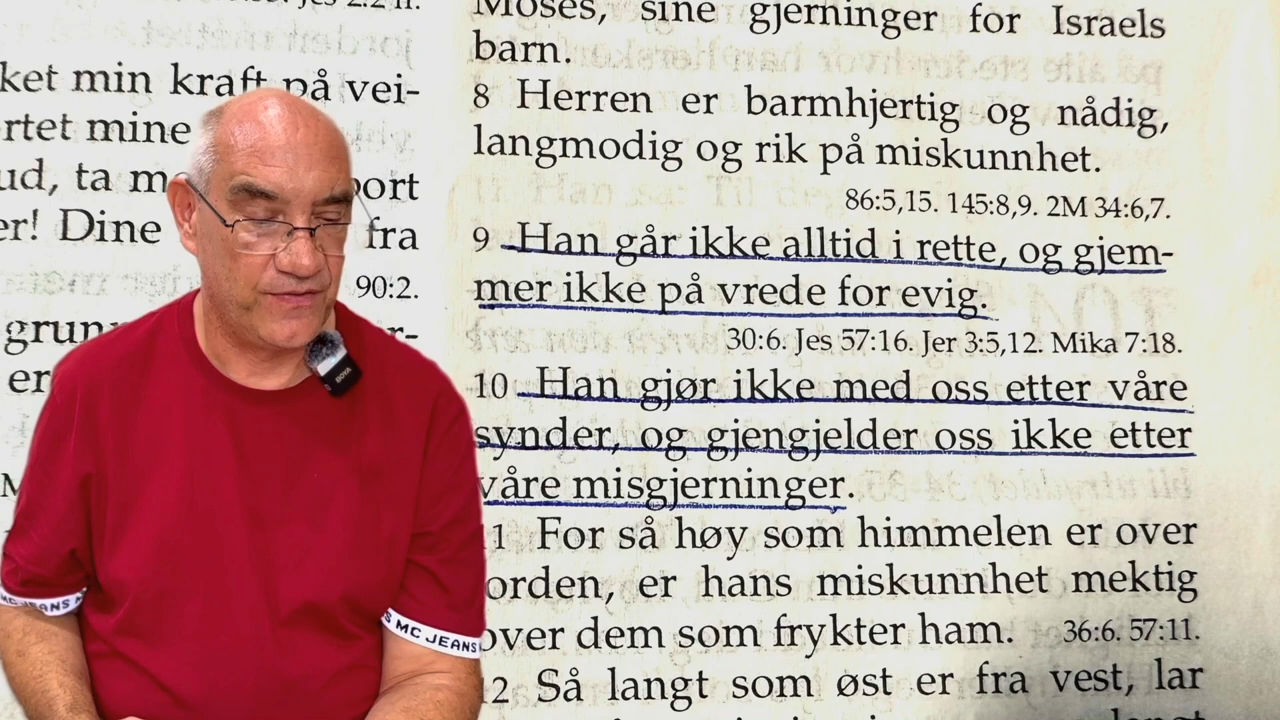 ket min kraft på vei-
rtet mine
ud, ta m
port
er! Dine
fra
90:2.
grun
r-
er
Moses, sine gjerninger for Israels
barn.
8 Herren er barmhjertig og nådig,
langmodig og rik på miskunnhet.
86:5,15. 145:8,9. 2M 34:6,7.
9 Han går ikke alltid i rette, og gjem-
mer ikke på vrede for evig.
30:6. Jes 57:16. Jer 3:5,12. Mika 7:18.
10 Han gjør ikke med oss etter våre
synder, og gjengjelder oss ikke etter
våre misgjerninger.
11 For så høy som himmelen er over
jorden, er hans miskunnhet mektig
over dem som frykter ham. 36:6. 57:11.
12 Så langt som øst er fra vest, lar
BOYA
MC JEANS
S MC JEANS